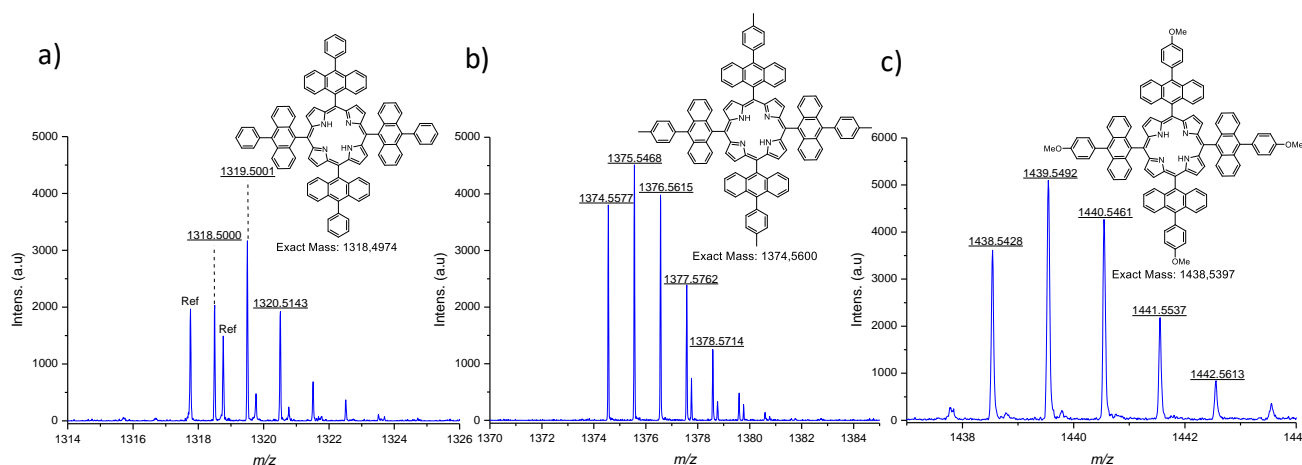 a)
1319.5001
1318.5000
Ref
Ref
1320.5143
NH
N
N
HN
Exact Mass: 1318,4974
Intens. (a.u)
5000
4000
3000
2000
1000
0
1314
1316
1318
1320
1322
1324
1326
m/z
b)
1375.5468
1374.5577
1376.5615
1377.5762
1378.5714
NH
N
N
HN
Exact Mass: 1374,5600
Intens. (a.u)
5000
4000
3000
2000
1000
0
1370
1372
1374
1376
1378
1380
1382
1384
m/z
c)
OMe
MeO
OMe
OMe
NH
N
N
HN
Exact Mass: 1438,5397
1439.5492
1440.5461
1438.5428
1441.5537
1442.5613
Intens. (a.u)
6000
5000
4000
3000
2000
1000
0
1438
1440
1442
144
m/z